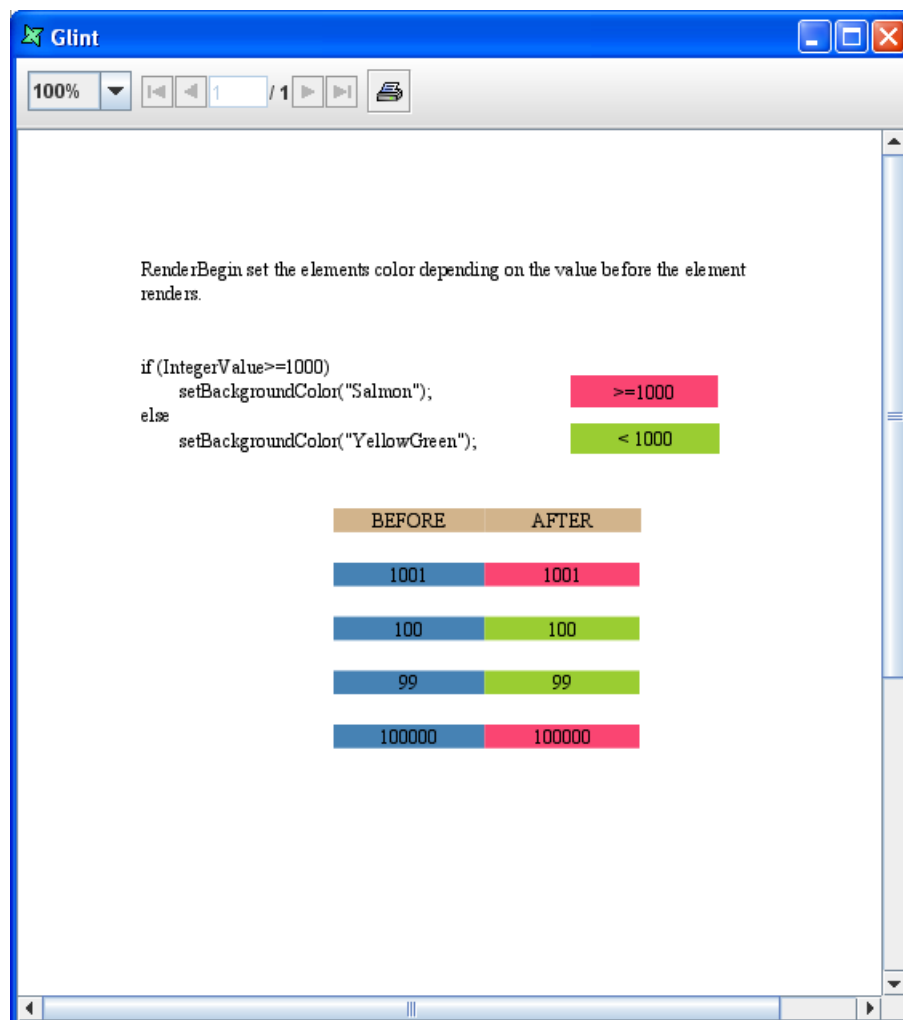 Glint
100% 1 / 1
RenderBegin set the elements color depending on the value before the element
renders.
if (IntegerValue>=1000)
setBackgroundColor("Salmon"); >=1000
else
setBackgroundColor("YellowGreen"); < 1000
BEFORE AFTER
1001 1001
100 100
99 99
100000 100000